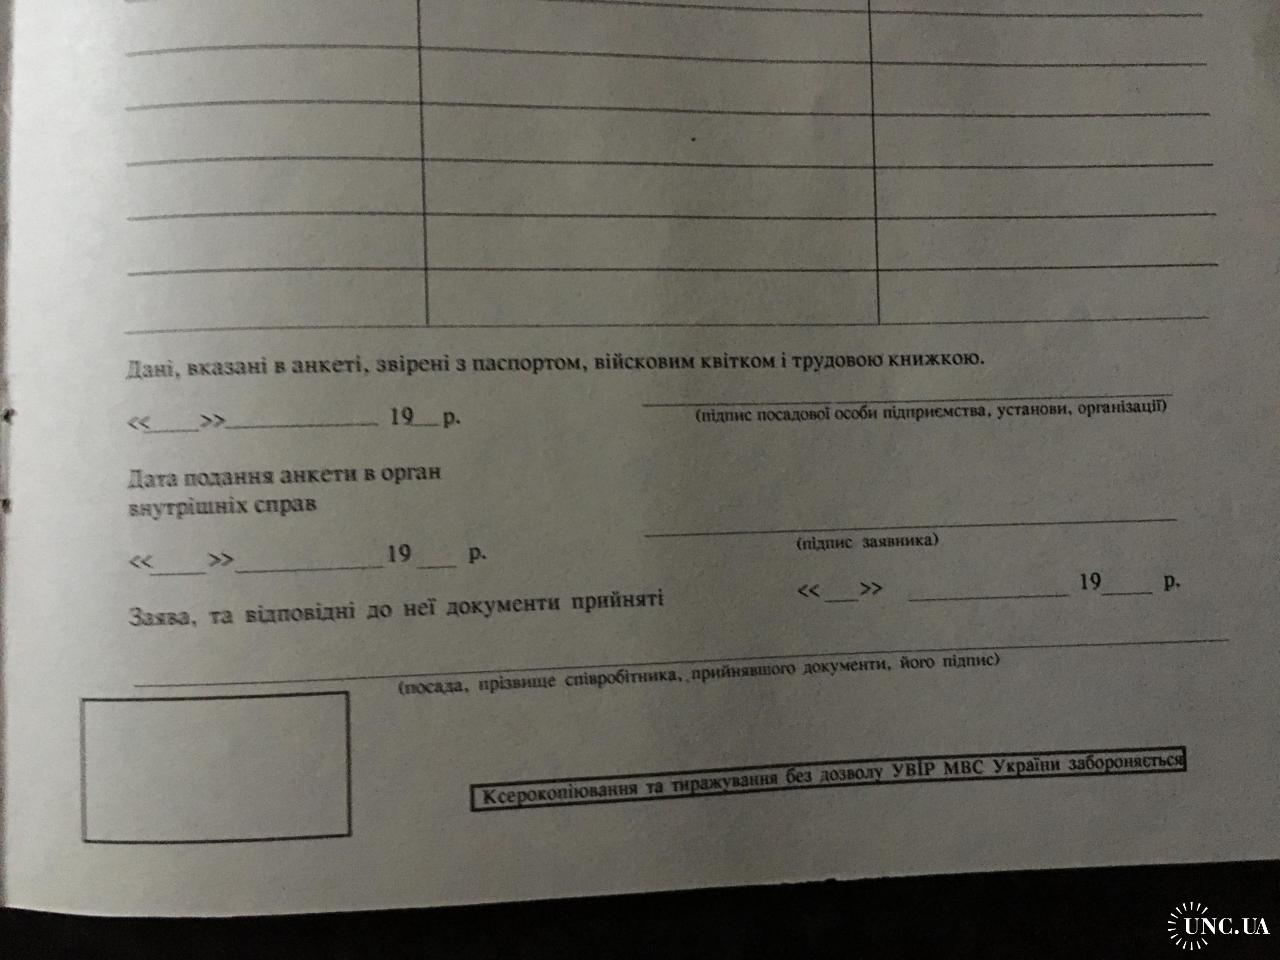 Дані, вказані в анкеті, звірені з паспортом, військовим квітком і трудовою книжкою.
<<____>>____________ 19__ р.
(підпис посадової особи підприємства, установи, організації)
Дата подання анкети в орган
внутрішніх справ
(підпис заявника)
<<____>>____________ 19 ___ р.
Заява, та відповідні до неї документи прийняті
<<___>> ____________ 19____ р.
(посада, прізвище співробітника, прийнявшого документи, його підпис)
Ксерокопіювання та тиражування без дозволу УВІР МВС України забороняється
UNC.UA